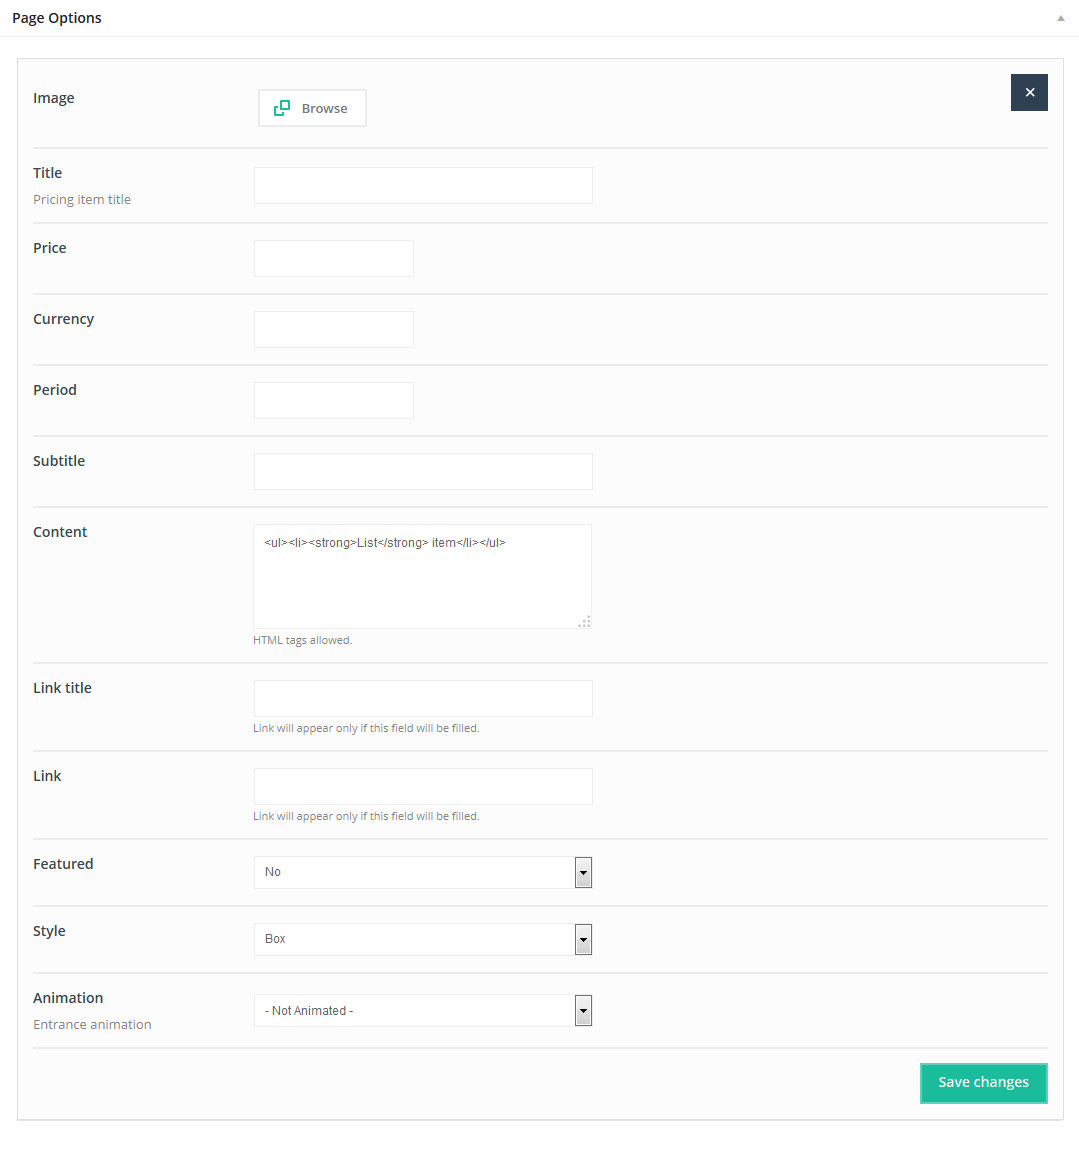 Page Options
Image
Browse
Title
Pricing item title
Price
Currency
Period
Subtitle
Content
<ul><li><strong>List</strong> item</li></ul>
HTML tags allowed.
Link title
Link will appear only if this field will be filled.
Link
Link will appear only if this field will be filled.
Featured
No
Style
Box
Animation
- Not Animated -
Entrance animation
Save changes